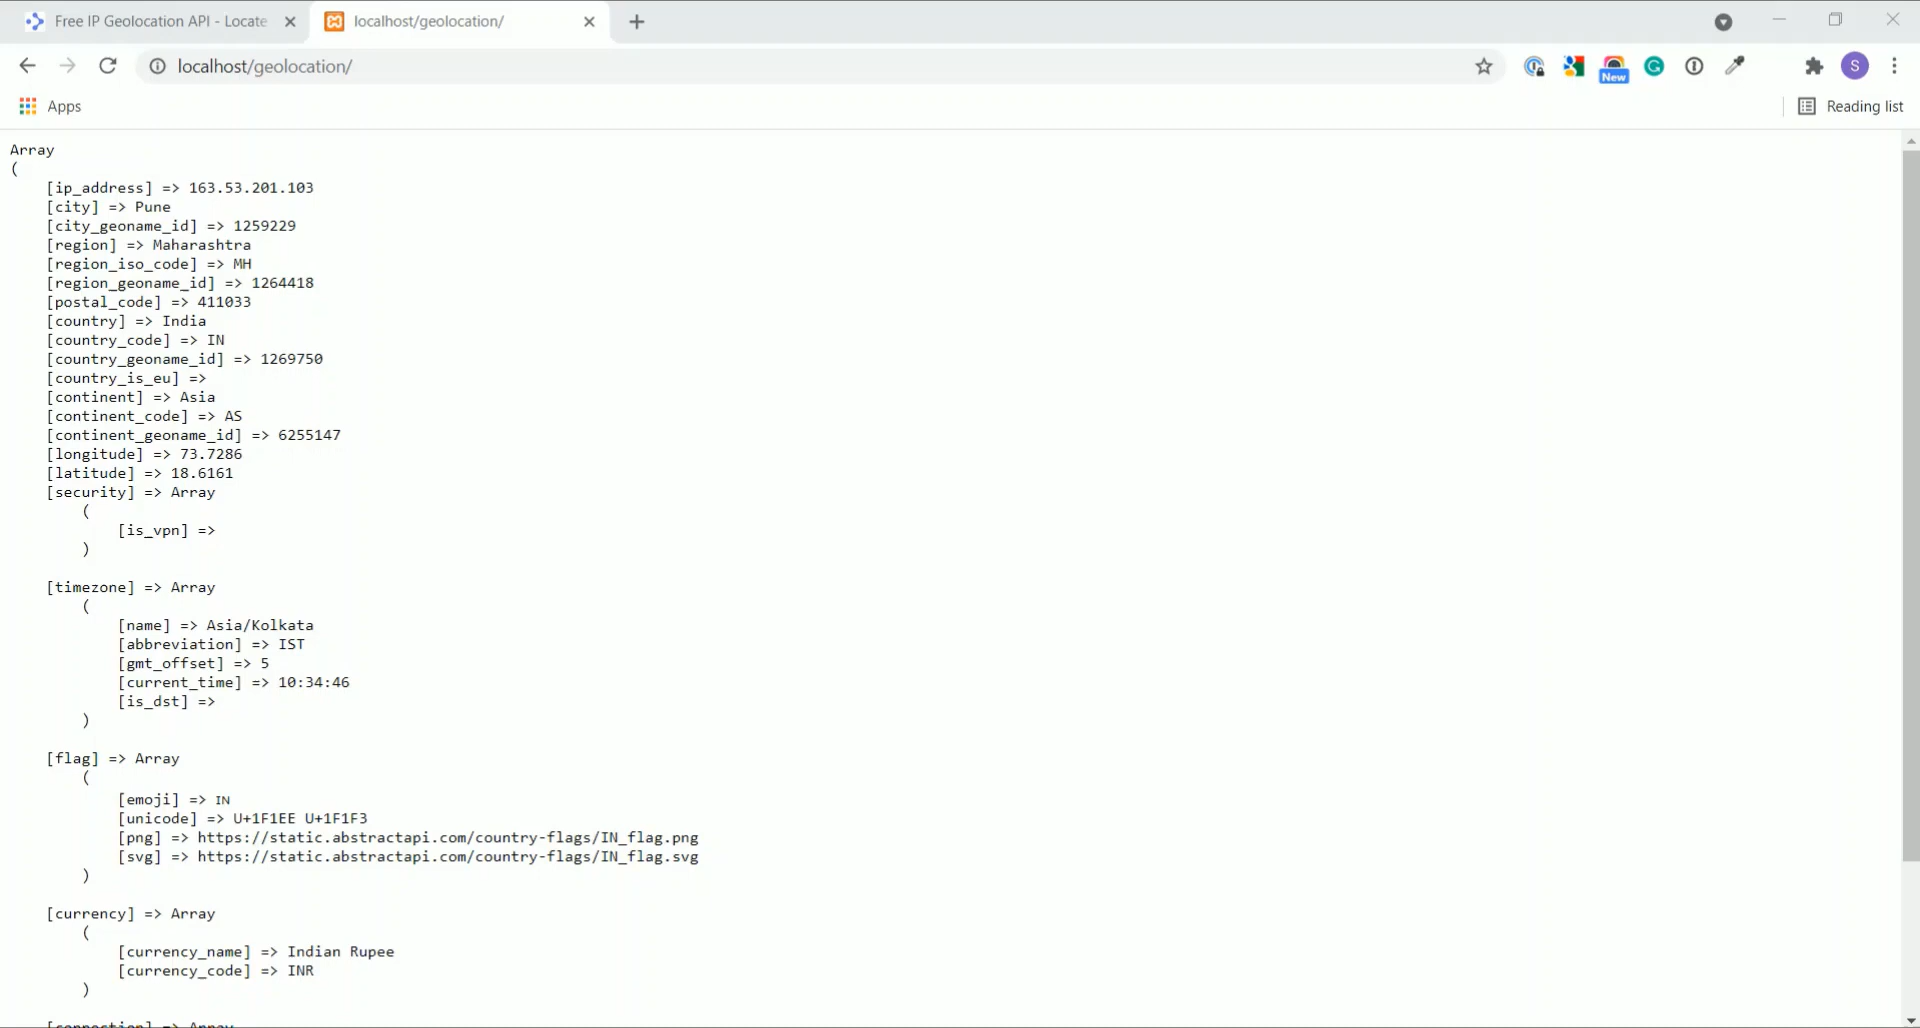 Free IP Geolocation API - Locate
localhost/geolocation/
localhost/geolocation/
New
S
Apps
Reading list
Array
(
[ip_address] => 163.53.201.103
[city] => Pune
[city_geoname_id] => 1259229
[region] => Maharashtra
[region_iso_code] => MH
[region_geoname_id] => 1264418
[postal_code] => 411033
[country] => India
[country_code] => IN
[country_geoname_id] => 1269750
[country_is_eu] =>
[continent] => Asia
[continent_code] => AS
[continent_geoname_id] => 6255147
[longitude] => 73.7286
[latitude] => 18.6161
[security] => Array
(
[is_vpn] =>
)
[timezone] => Array
(
[name] => Asia/Kolkata
[abbreviation] => IST
[gmt_offset] => 5
[current_time] => 10:34:46
[is_dst] =>
)
[flag] => Array
(
[emoji] => IN
[unicode] => U+1F1EE U+1F1F3
[png] => https://static.abstractapi.com/country-flags/IN_flag.png
[svg] => https://static.abstractapi.com/country-flags/IN_flag.svg
)
[currency] => Array
(
[currency_name] => Indian Rupee
[currency_code] => INR
)
[connection] => Array